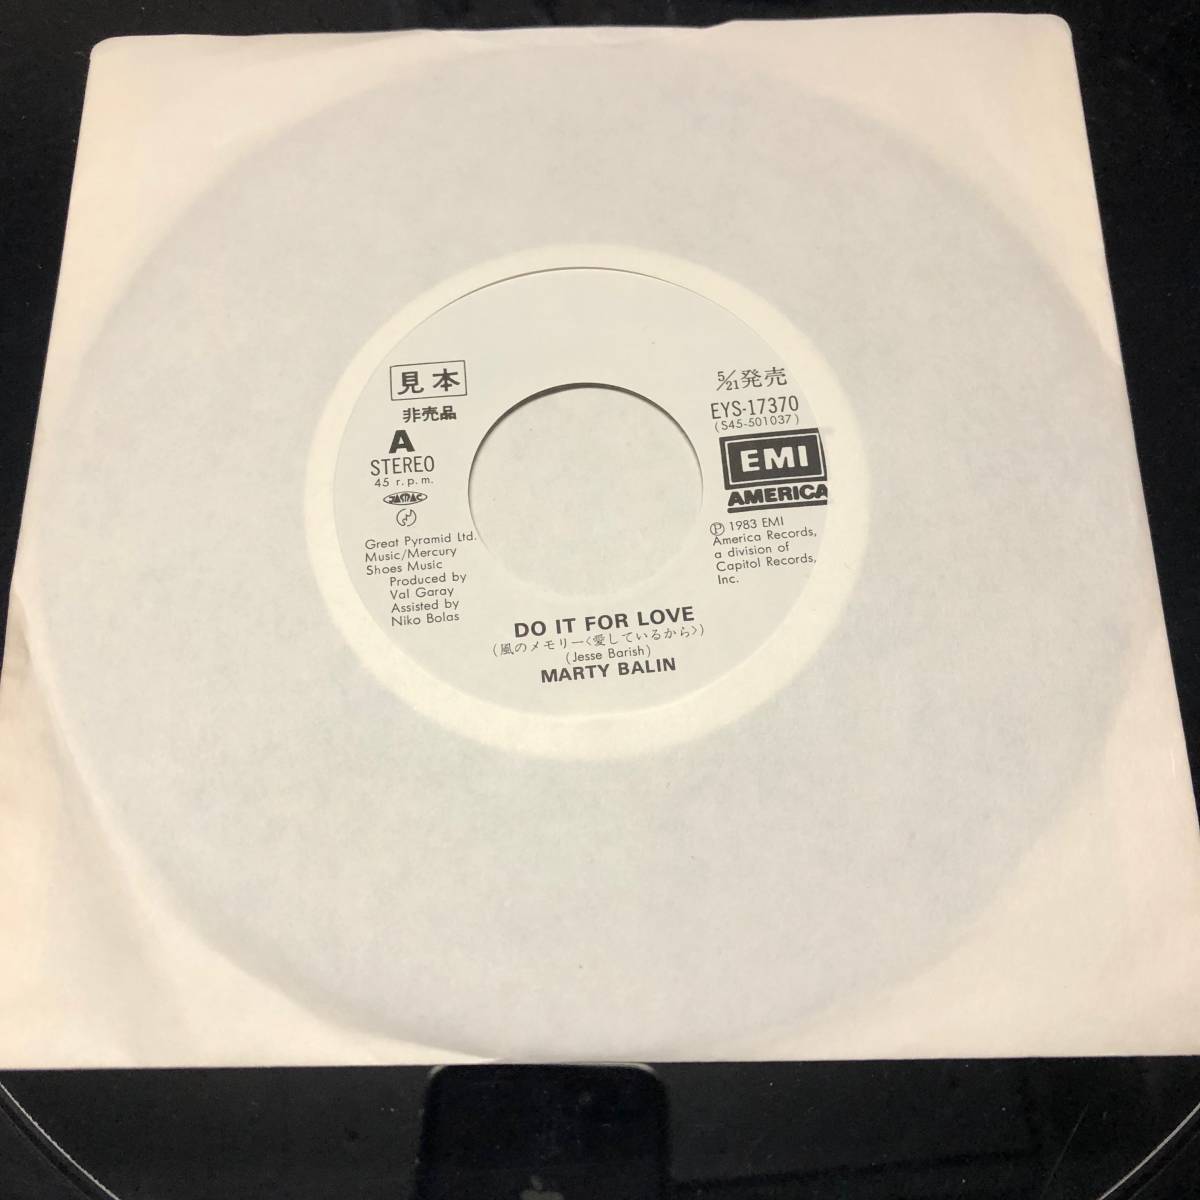 見本
非売品
A
STEREO
45 r.p.m.
JASRAC
Great Pyramid Ltd.
Music/Mercury
Shoes Music
Produced by
Val Garay
Assisted by
Niko Bolas
5/21発売
EYS-17370
(S45-501037)
EMI
AMERICA
Ⓟ 1983 EMI
America Records,
a division of
Capitol Records,
Inc.
DO IT FOR LOVE
(風のメモリー〈愛しているから〉)
(Jesse Barish)
MARTY BALIN